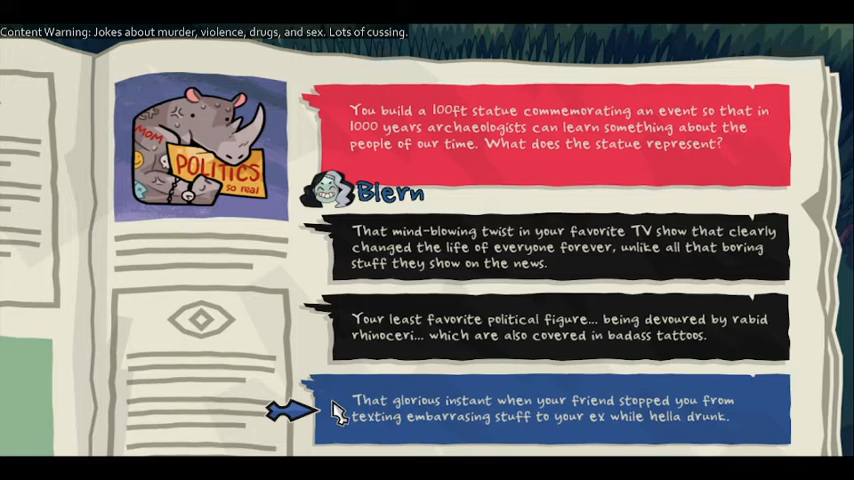 Content Warning: Jokes about murder, violence, drugs, and sex. Lots of cussing.
MOM
POLITICS
so real
You build a 100ft statue commemorating an event so that in
1000 years archaeologists can learn something about the
people of our time. What does the statue represent?
Blern
That mind-blowing twist in your favorite TV show that clearly
changed the life of everyone forever, unlike all that boring
stuff they show on the news.
Your least favorite political figure... being devoured by rabid
rhinoceri... which are also covered in badass tattoos.
That glorious instant when your friend stopped you from
texting embarrasing stuff to your ex while hella drunk.